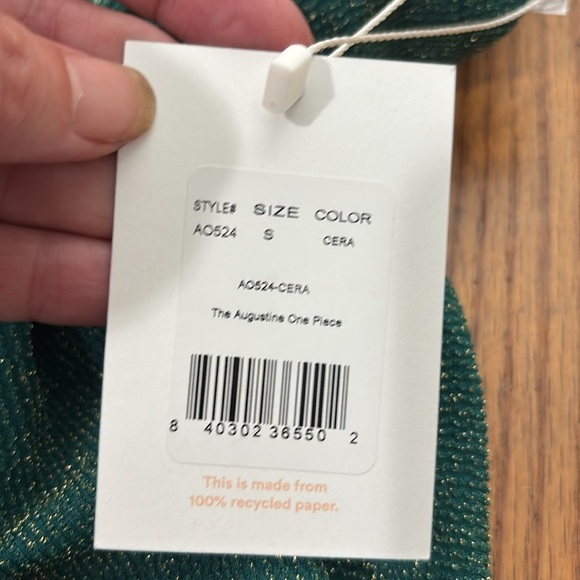 STYLE# SIZE COLOR
AO524 S CERA
AO524-CERA
The Augustine One Piece
8 40302 36550 2
This is made from
100% recycled paper.